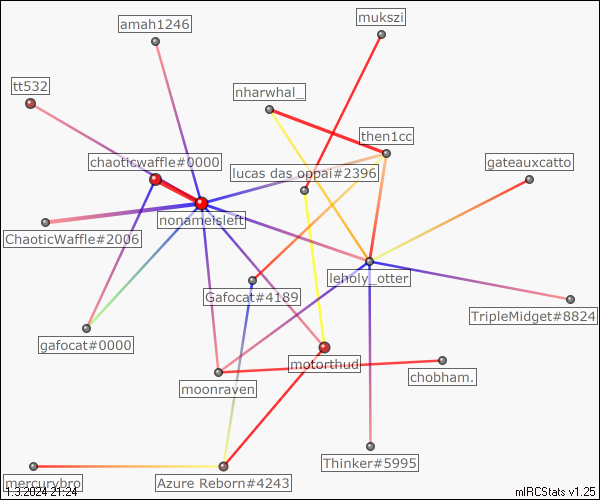 amah1246
mukszi
tt532
nharwhal_
then1cc
chaoticwaffle#0000
lucas das oppai#2396
gateauxcatto
nonameisleft
ChaoticWaffle#2006
leholy_otter
Gafocat#4189
TripleMidget#8824
gafocat#0000
motorthud
chobham.
moonraven
Thinker#5995
mercurybro
Azure Reborn#4243
1.3.2024 21:24
mIRCStats v1.25